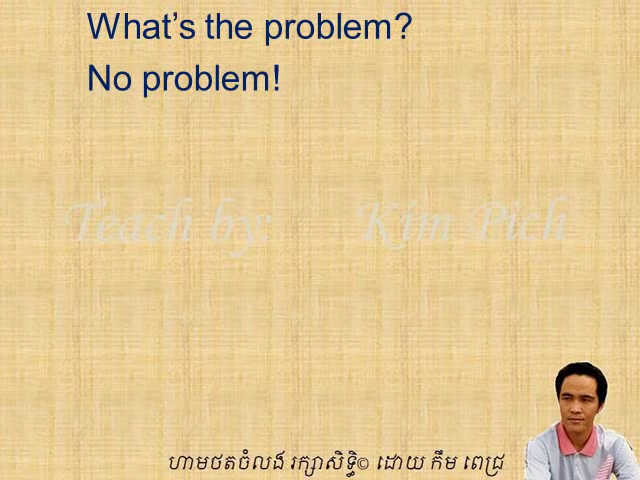 What’s the problem?
No problem!
Teach by: Kim Pich
ហាមថតចំលង រក្សាសិទ្ធិ© ដោយ កឹម ពេជ្រ